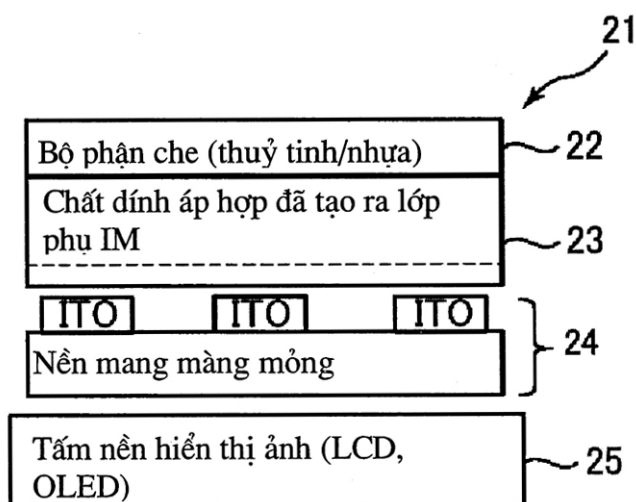 21
Bộ phận che (thuỷ tinh/nhựa)
22
Chất dính áp hợp đã tạo ra lớp
phụ IM
23
ITO ITO ITO
24
Nền mang màng mỏng
Tấm nền hiển thị ảnh (LCD,
OLED)
25